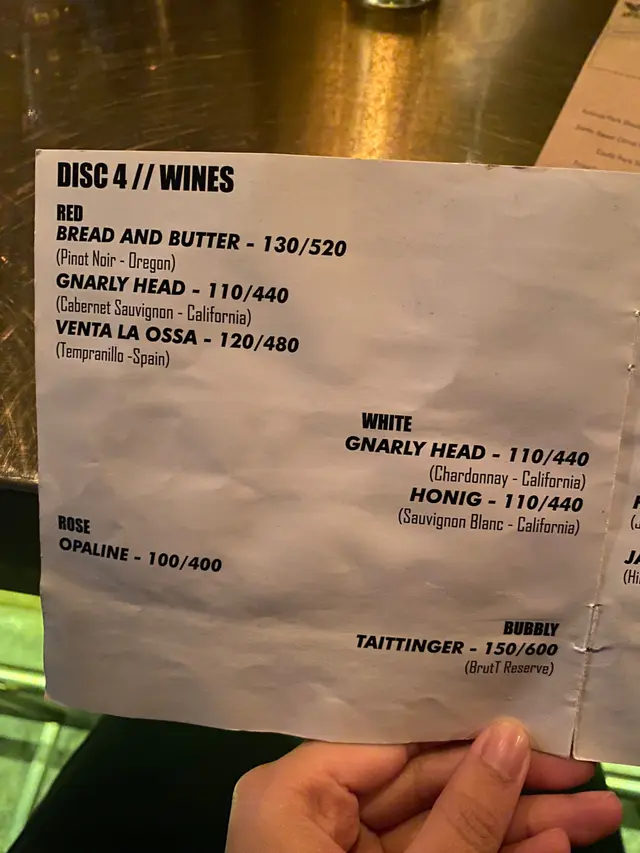 DISC 4 // WINES
RED
BREAD AND BUTTER - 130/520
(Pinot Noir - Oregon)
GNARLY HEAD - 110/440
(Cabernet Sauvignon - California)
VENTA LA OSSA - 120/480
(Tempranillo -Spain)
WHITE
GNARLY HEAD - 110/440
(Chardonnay - California)
HONIG - 110/440
(Sauvignon Blanc - California)
ROSE
OPALINE - 100/400
BUBBLY
TAITTINGER - 150/600
(BrutT Reserve)